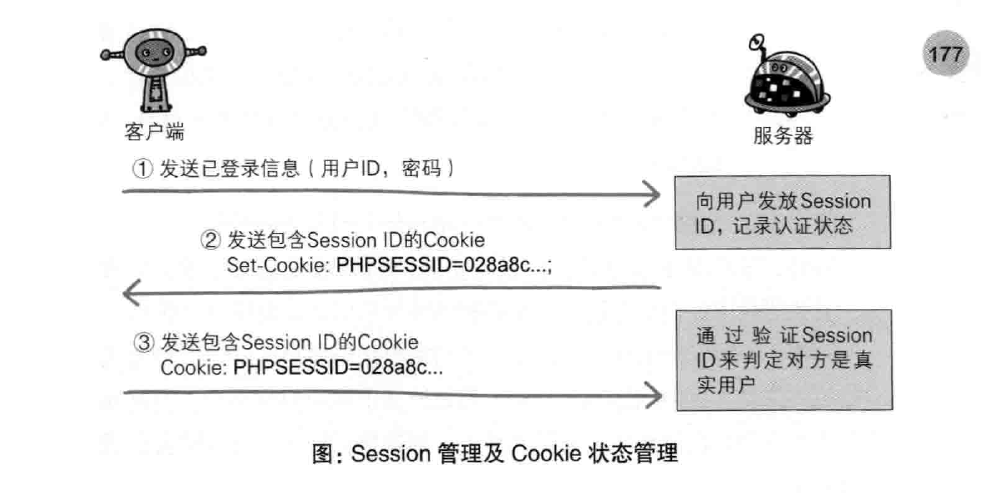 177
客户端
服务器
① 发送已登录信息（用户ID，密码）
向用户发放Session
ID，记录认证状态
② 发送包含Session ID的Cookie
Set-Cookie: PHPSESSID=028a8c...;
③ 发送包含Session ID的Cookie
Cookie: PHPSESSID=028a8c...
通过验证Session
ID来判定对方是真
实用户
图：Session 管理及 Cookie 状态管理